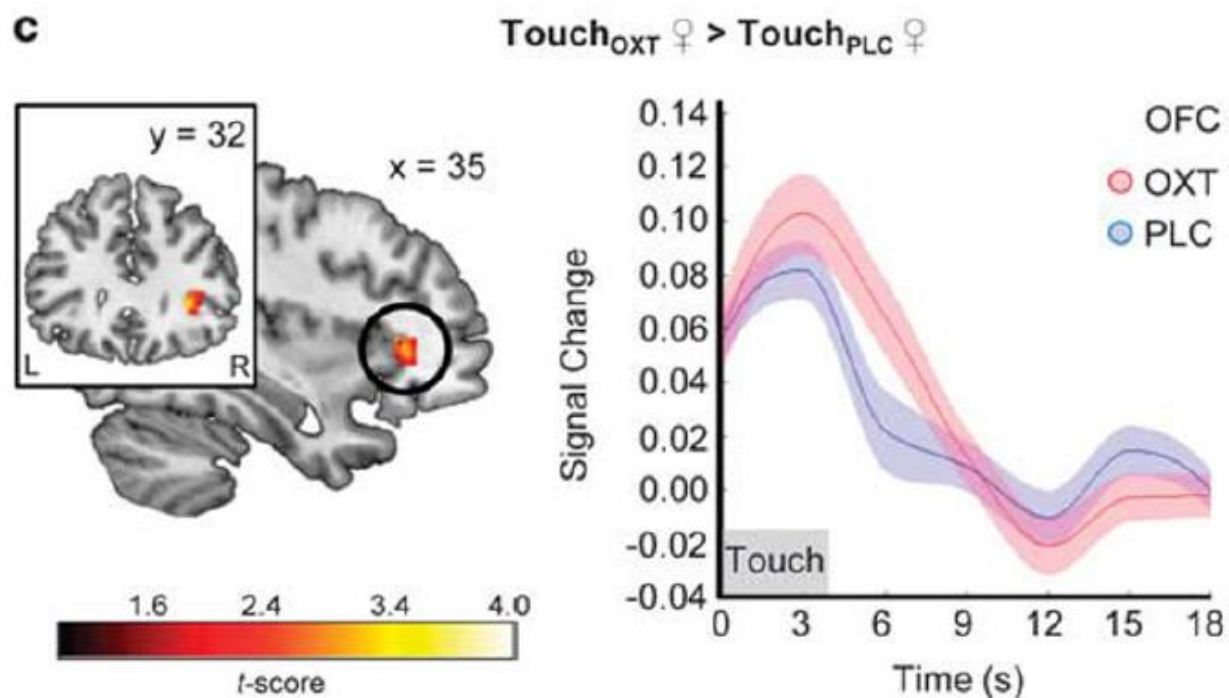 c
Touch_OXT ♀ > Touch_PLC ♀
y = 32
x = 35
L
R
1.6 2.4 3.4 4.0
t-score
Signal Change
0.14
0.12
0.10
0.08
0.06
0.04
0.02
0.00
-0.02
-0.04
OFC
OXT
PLC
Touch
0 3 6 9 12 15 18
Time (s)